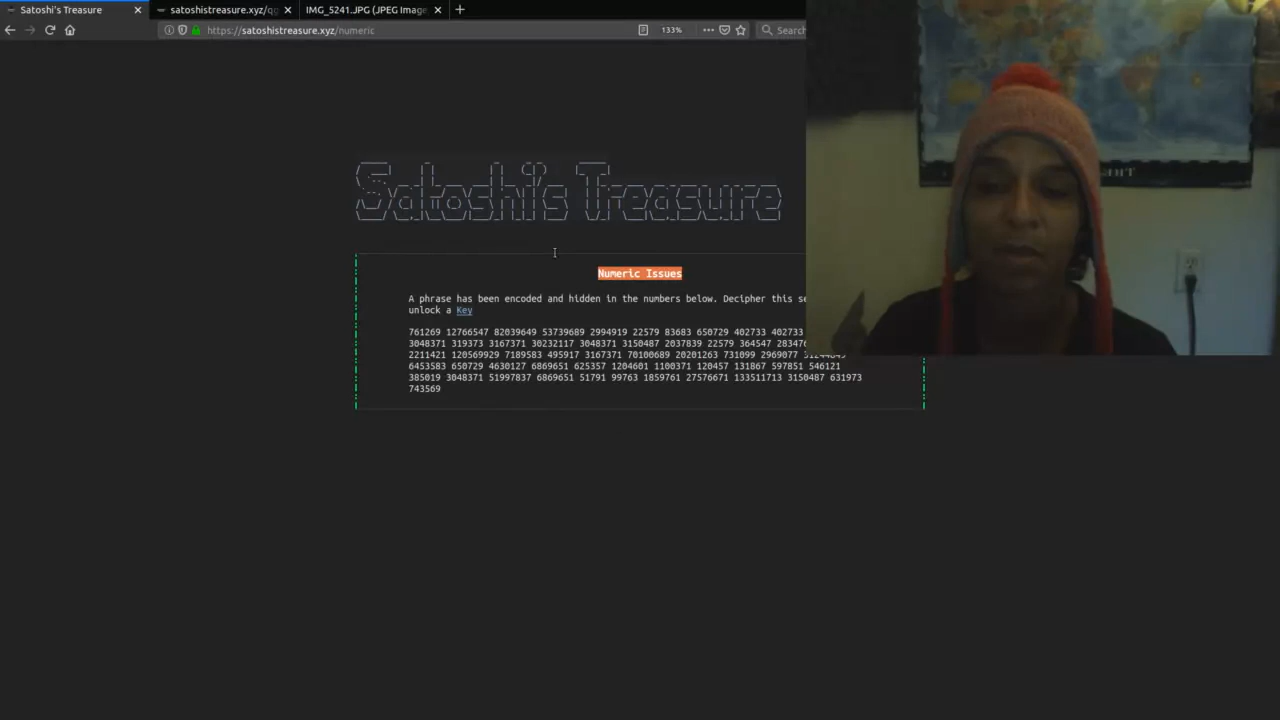 Satoshi's Treasure
satoshistreasure.xyz/qq
IMG_5241.JPG (JPEG Image,
https://satoshistreasure.xyz/numeric
133%
Search
Satoshi's Treasure
Numeric Issues
A phrase has been encoded and hidden in the numbers below. Decipher this
unlock a Key
761269 12766547 82039649 53739689 2994919 22579 83683 650729 402733 402733
3048371 319373 3167371 30232117 3048371 3150487 2037839 22579 364547
2211421 120569929 7189583 495917 3167371 70100689 20201263 731099 2969077
6453583 650729 4630127 6869651 625357 1204601 1100371 120457 131867 597851 546121
385019 3048371 51997837 6869651 51791 99763 1859761 27576671 133511713 3150487 631973
743569